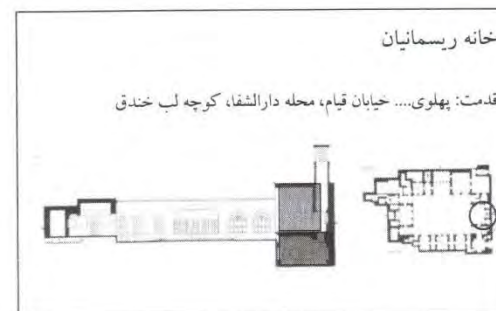 خانه ریسمانیان
قدمت: پهلوی.... خیابان قیام، محله دارالشفا، کوچه لب خندق